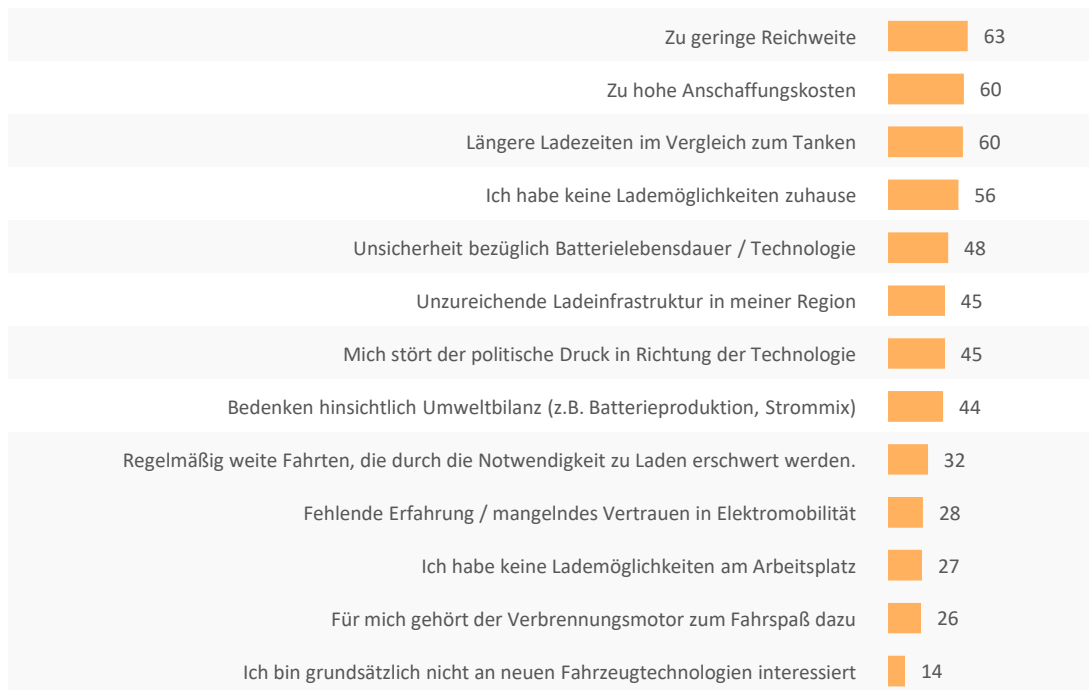 Zu geringe Reichweite 63
Zu hohe Anschaffungskosten 60
Längere Ladezeiten im Vergleich zum Tanken 60
Ich habe keine Lademöglichkeiten zuhause 56
Unsicherheit bezüglich Batterielebensdauer / Technologie 48
Unzureichende Ladeinfrastruktur in meiner Region 45
Mich stört der politische Druck in Richtung der Technologie 45
Bedenken hinsichtlich Umweltbilanz (z.B. Batterieproduktion, Strommix) 44
Regelmäßig weite Fahrten, die durch die Notwendigkeit zu Laden erschwert werden. 32
Fehlende Erfahrung / mangelndes Vertrauen in Elektromobilität 28
Ich habe keine Lademöglichkeiten am Arbeitsplatz 27
Für mich gehört der Verbrennungsmotor zum Fahrspaß dazu 26
Ich bin grundsätzlich nicht an neuen Fahrzeugtechnologien interessiert 14